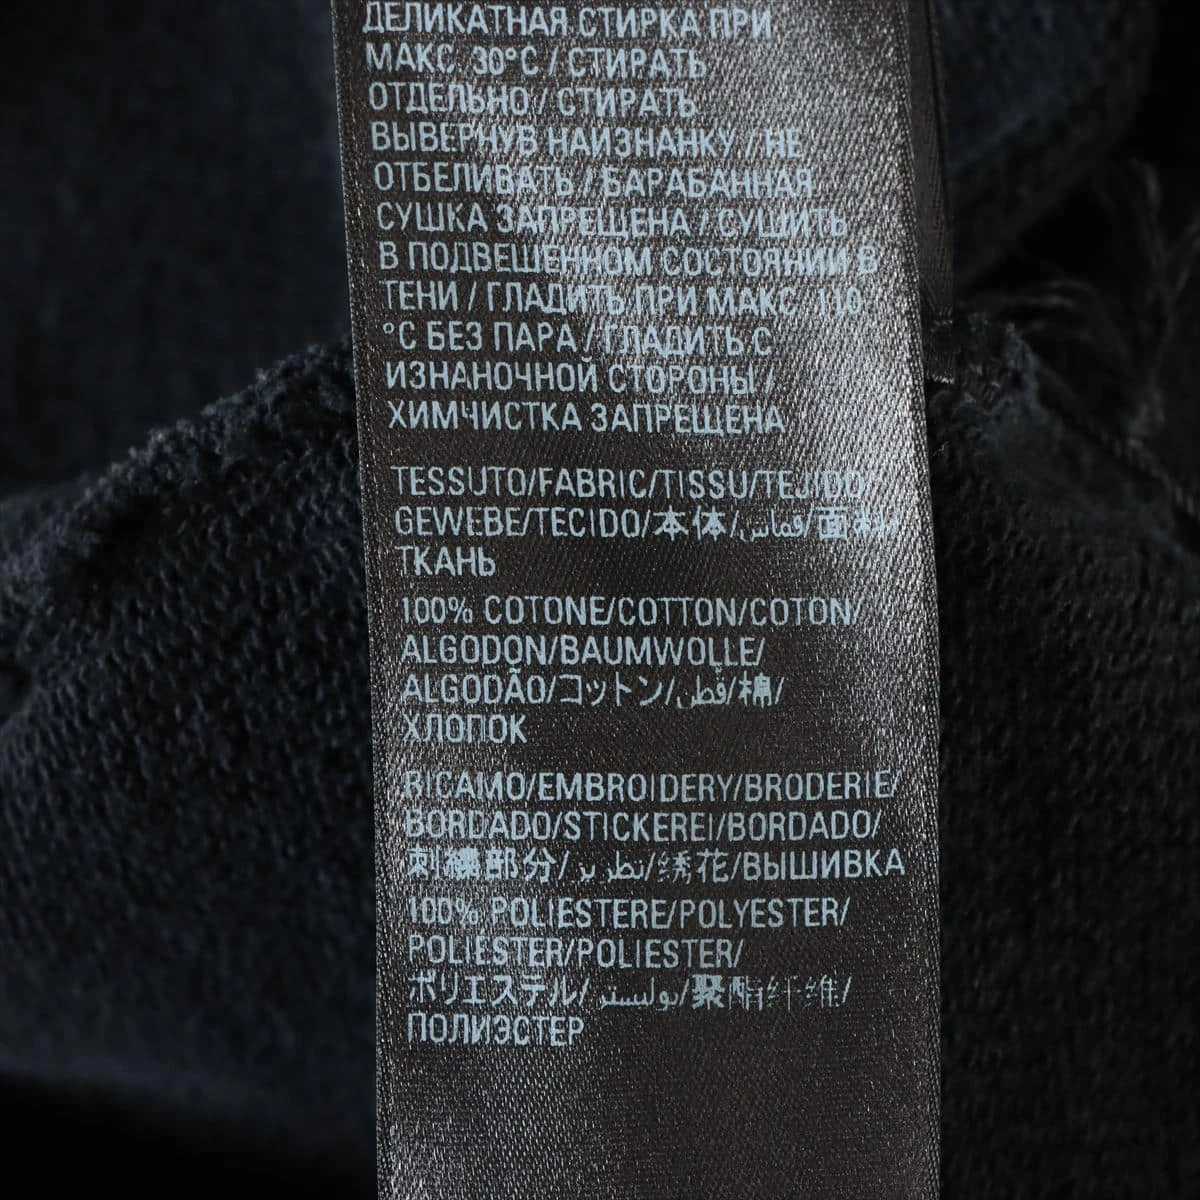 ДЕЛИКАТНАЯ СТИРКА ПРИ
МАКС. 30°C / СТИРАТЬ
ОТДЕЛЬНО / СТИРАТЬ
ВЫВЕРНУВ НАИЗНАНКУ / НЕ
ОТБЕЛИВАТЬ / БАРАБАННАЯ
СУШКА ЗАПРЕЩЕНА / СУШИТЬ
В ПОДВЕШЕННОМ СОСТОЯНИИ В
ТЕНИ / ГЛАДИТЬ ПРИ МАКС. 110
°C БЕЗ ПАРА / ГЛАДИТЬ С
ИЗНАНОЧНОЙ СТОРОНЫ /
ХИМЧИСТКА ЗАПРЕЩЕНА
TESSUTO/FABRIC/TISSU/TEJIDO/
GEWEBE/TECIDO/本体/قماس/面料/
ТКАНЬ
100% COTONE/COTTON/COTON/
ALGODON/BAUMWOLLE/
ALGODÃO/コットン/قطن/棉/
ХЛОПОК
RICAMO/EMBROIDERY/BRODERIE/
BORDADO/STICKEREI/BORDADO/
刺繍部分/تطريز/绣花/ВЫШИВКА
100% POLIESTERE/POLYESTER/
POLIESTER/POLIESTER/
ポリエステル/بوليستر/聚酯纤维/
ПОЛИЭСТЕР